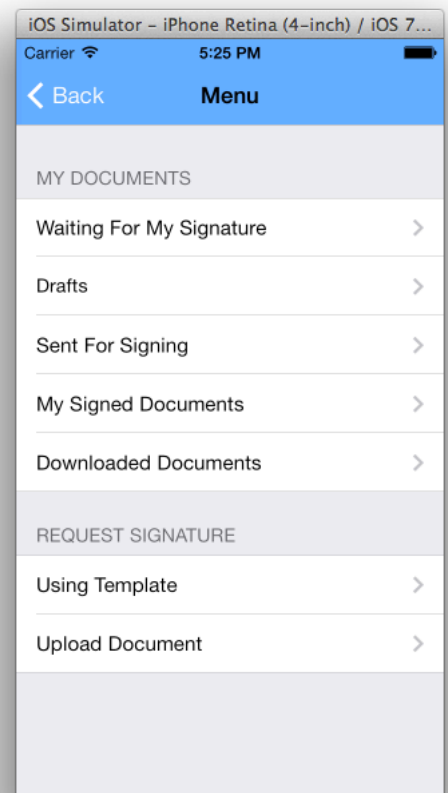 iOS Simulator - iPhone Retina (4-inch) / iOS 7...
Carrier 5:25 PM
Back Menu
MY DOCUMENTS
Waiting For My Signature
Drafts
Sent For Signing
My Signed Documents
Downloaded Documents
REQUEST SIGNATURE
Using Template
Upload Document